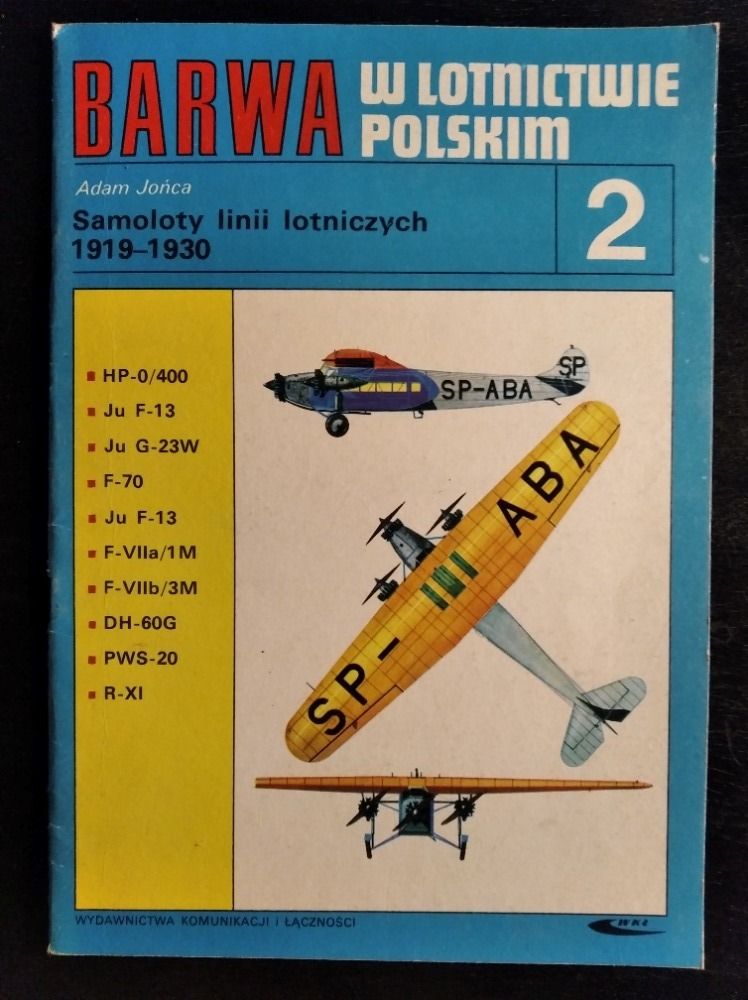 BARWA W LOTNICTWIE
POLSKIM
Adam Jońca
Samoloty linii lotniczych
1919–1930
2
HP-0/400
Ju F-13
Ju G-23W
F-70
Ju F-13
F-VIIa/1M
F-VIIb/3M
DH-60G
PWS-20
R-XI
SP-ABA
SP
SP-ABA
WYDAWNICTWA KOMUNIKACJI i ŁĄCZNOŚCI
WKŁ